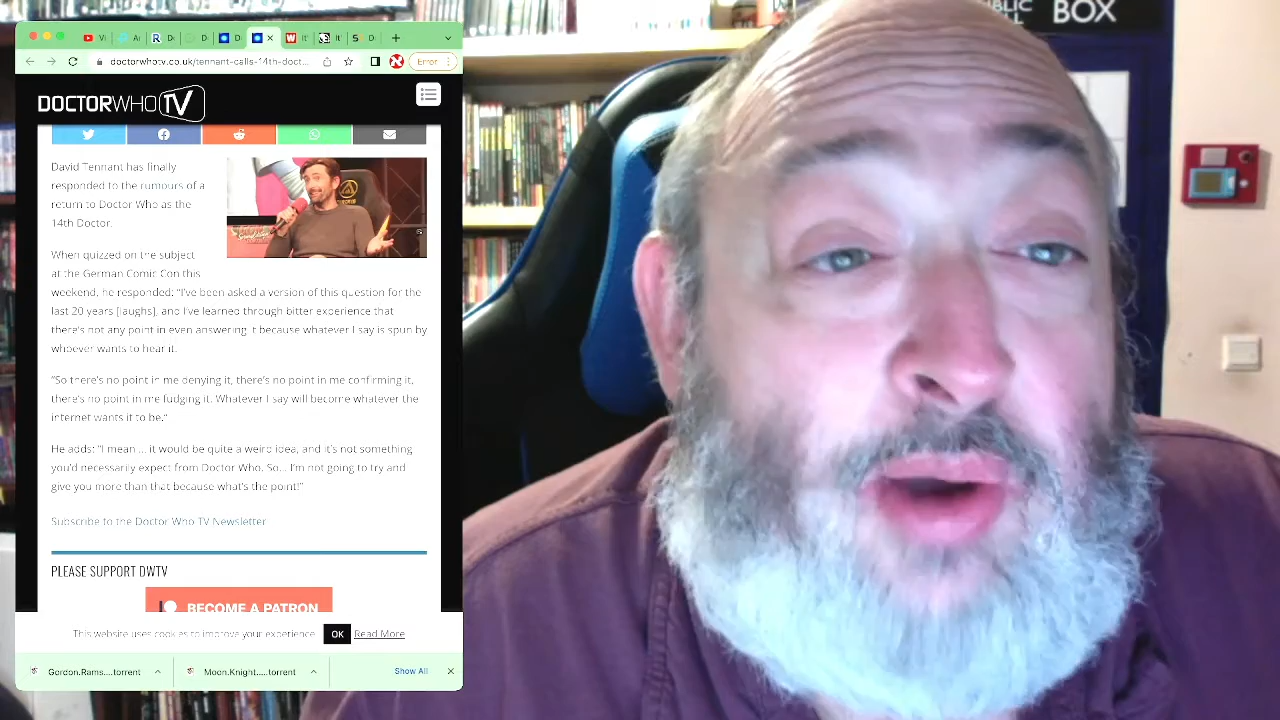 Error
doctorwhotv.co.uk/tennant-calls-14th-doct...
DOCTORWHOTV
David Tennant has finally
responded to the rumours of a
return to Doctor Who as the
14th Doctor.
When quizzed on the subject
at the German Comic Con this
weekend, he responded: “I’ve been asked a version of this question for the
last 20 years [laughs], and I’ve learned through bitter experience that
there’s not any point in even answering it because whatever I say is spun by
whoever wants to hear it.
“So there’s no point in me denying it, there’s no point in me confirming it,
there’s no point in me fudging it. Whatever I say will become whatever the
internet wants it to be.”
He adds: “I mean … it would be quite a weird idea, and it’s not something
you’d necessarily expect from Doctor Who. So… I’m not going to try and
give you more than that because what’s the point!”
Subscribe to the Doctor Who TV Newsletter
PLEASE SUPPORT DWTV
BECOME A PATRON
This website uses cookies to improve your experience. OK Read More
Gordon.Rams....torrent Moon.Knight.....torrent Show All
BOX